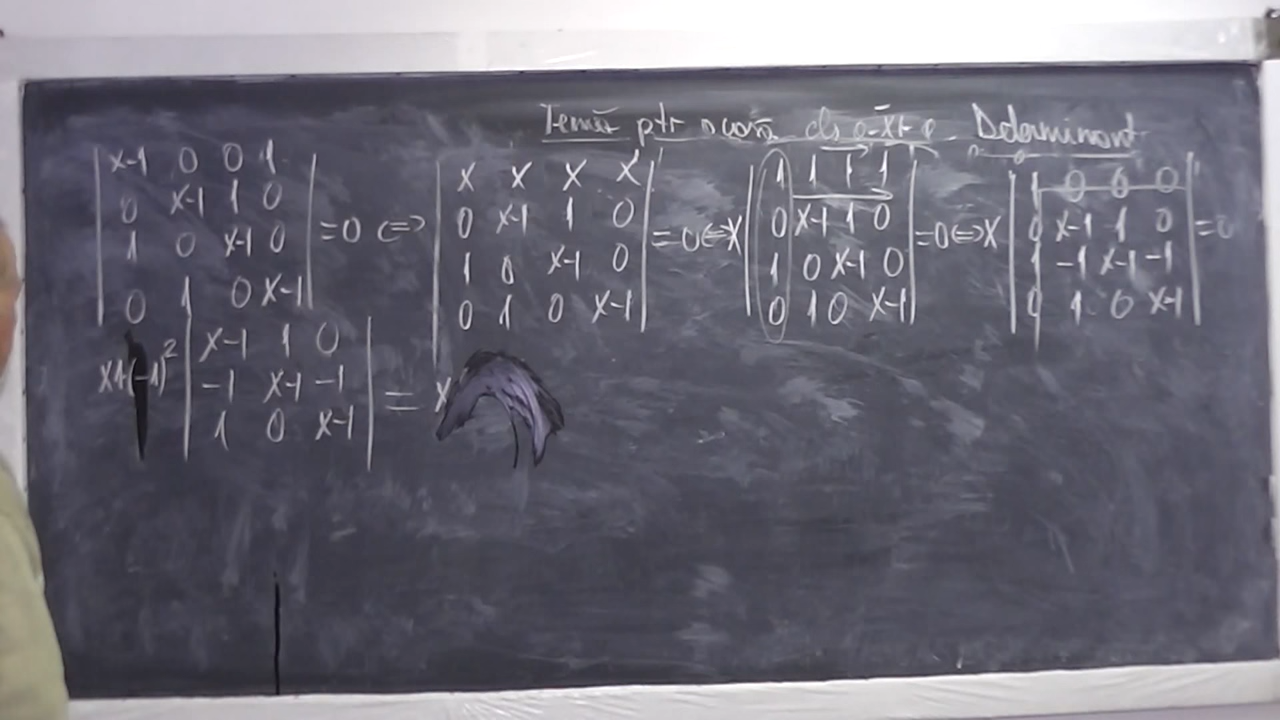 Temă ptr acasă cls a-XI-a Determinant
| x-1 0 0 1 | = 0 ⇔ | x x x x | = 0 ⇔ x | 1 1 1 1 | = 0 ⇔ x | 1 0 0 0 | = 0
| 0 x-1 1 0 | | 0 x-1 1 0 | | 0 x-1 1 0 | | 0 x-1 1 0 |
| 1 0 x-1 0 | | 1 0 x-1 0 | | 1 0 x-1 0 | | 1 -1 x-1 -1 |
| 0 1 0 x-1 | | 0 1 0 x-1 | | 0 1 0 x-1 | | 0 1 0 x-1 |
x·1·(-1)² | x-1 1 0 | = x
| -1 x-1 -1 |
| 1 0 x-1 |